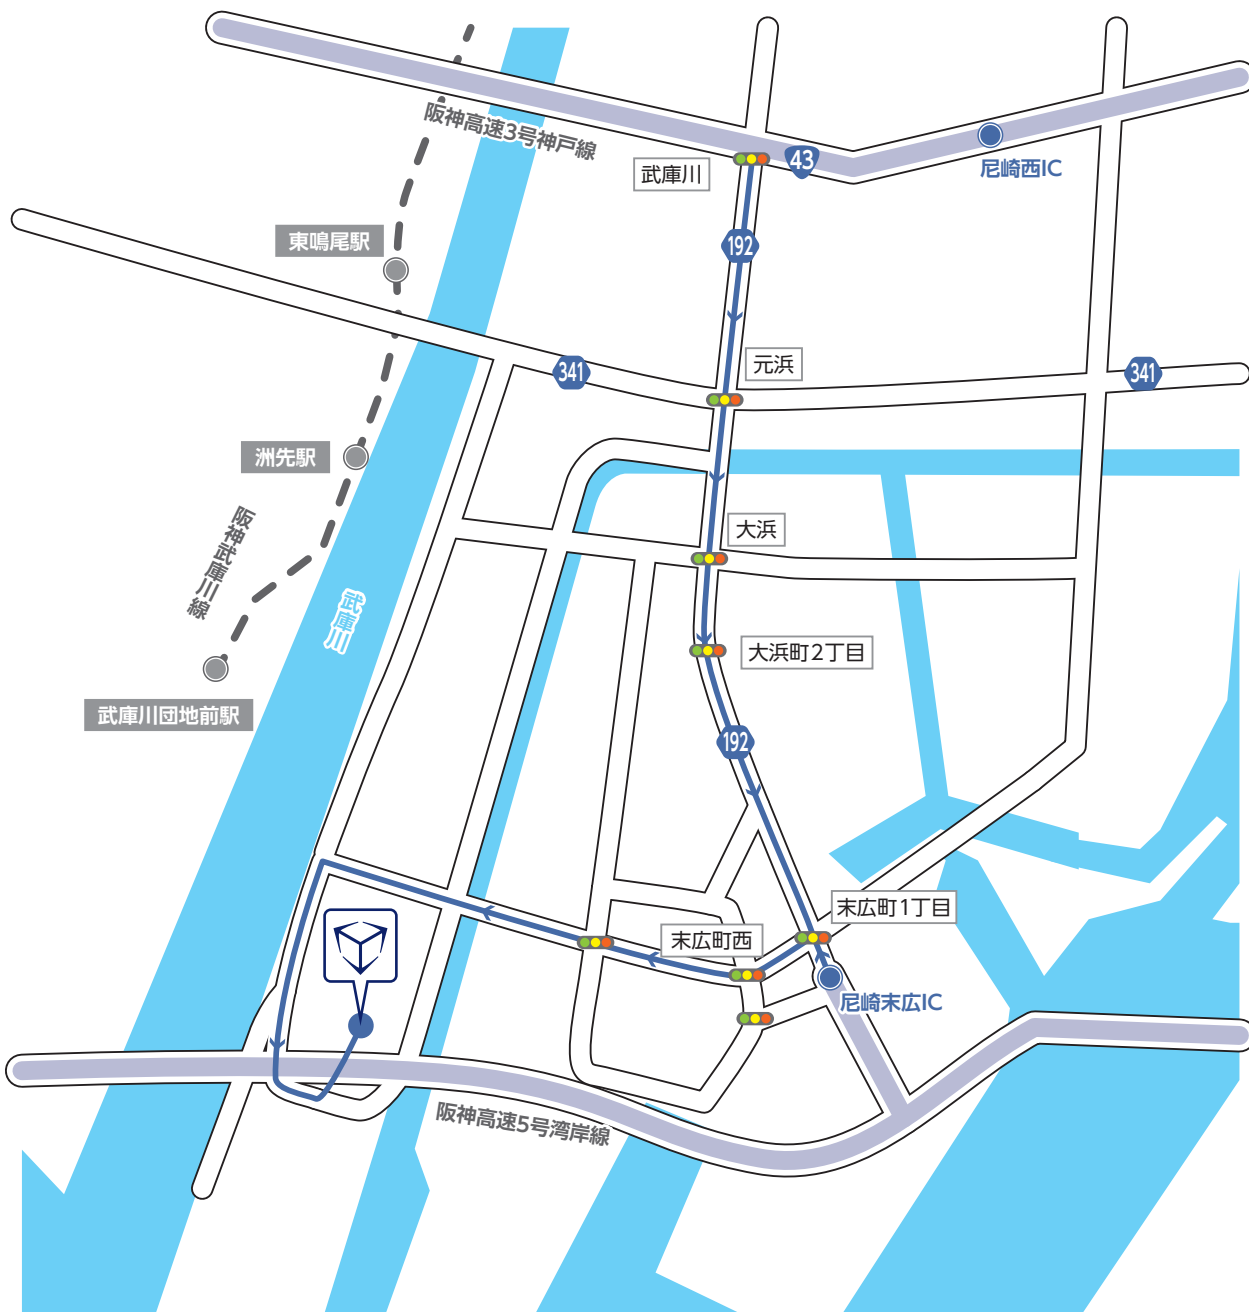 阪神高速3号神戸線
武庫川
43
尼崎西IC
192
東鳴尾駅
元浜
341
341
洲先駅
阪神武庫川線
大浜
武庫川
大浜町2丁目
武庫川団地前駅
192
末広町1丁目
末広町西
尼崎末広IC
阪神高速5号湾岸線